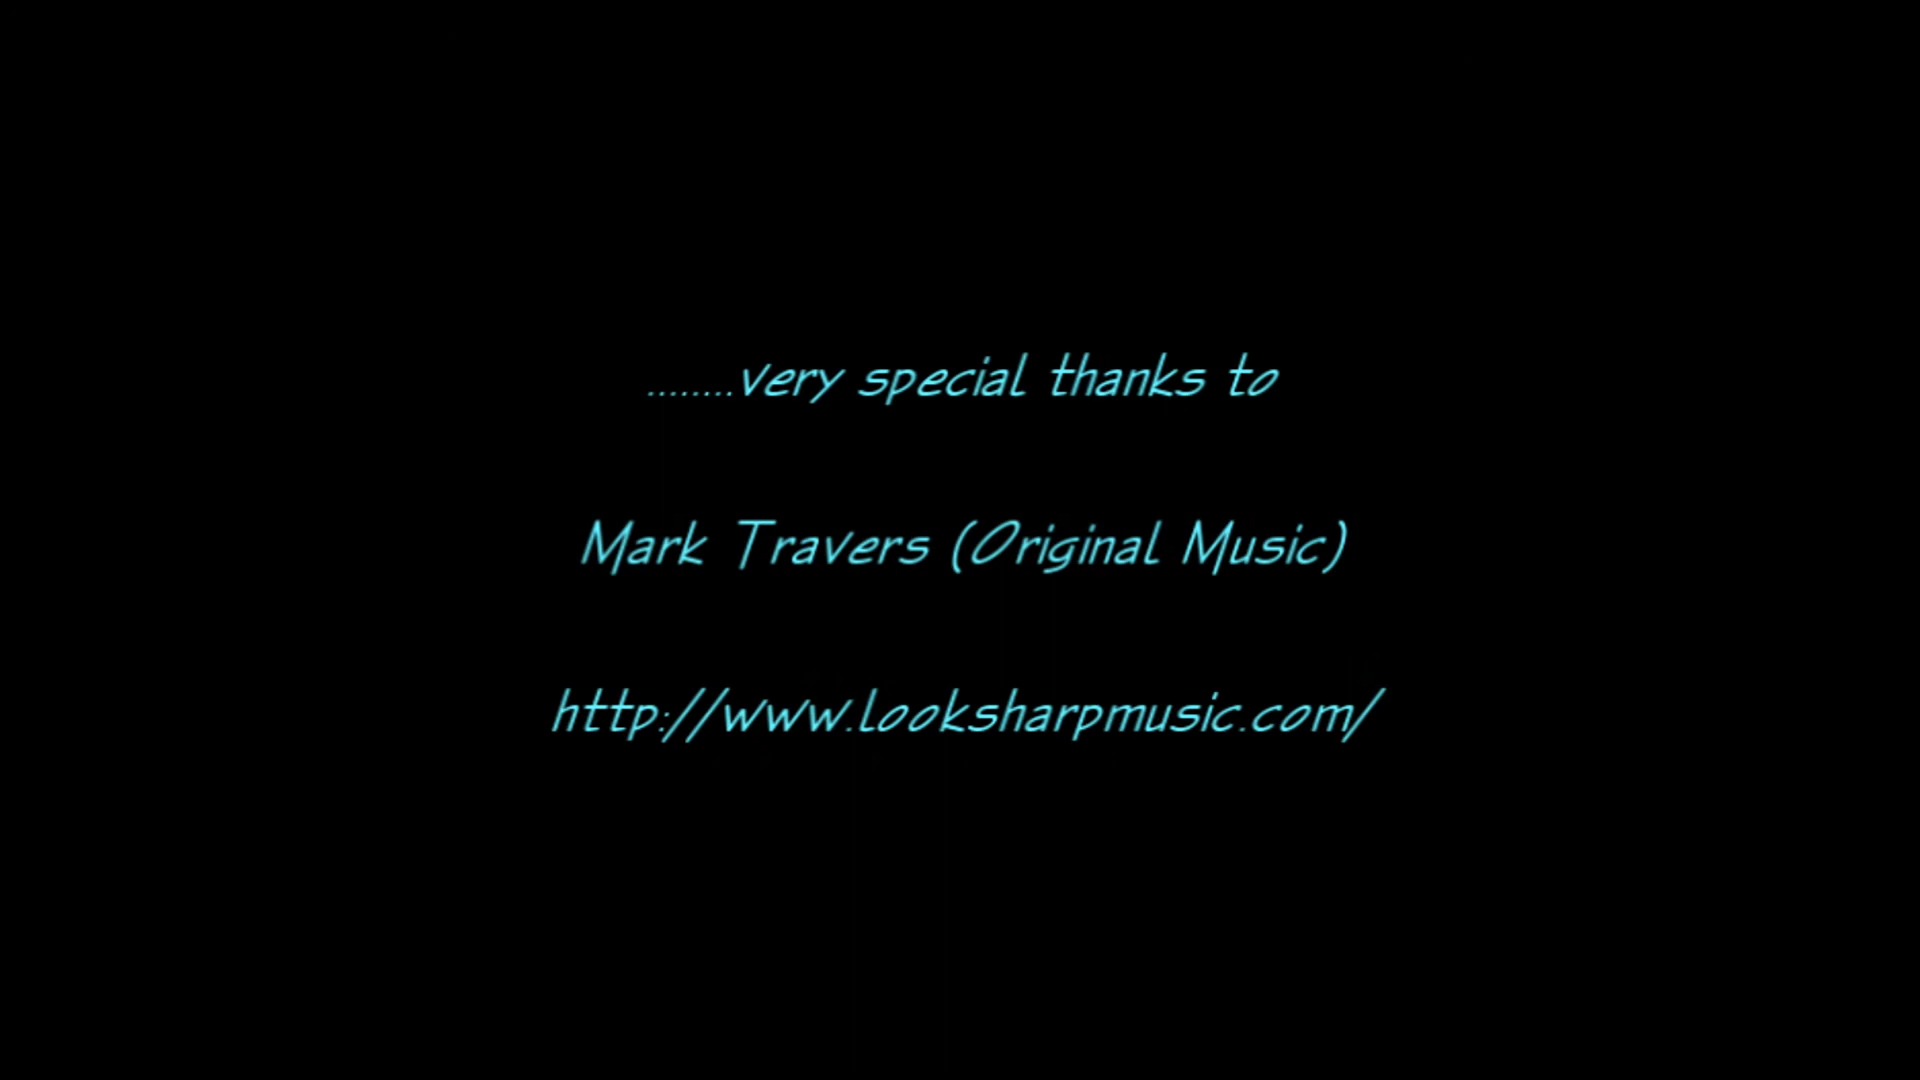 ........very special thanks to
Mark Travers (Original Music)
http://www.looksharpmusic.com/